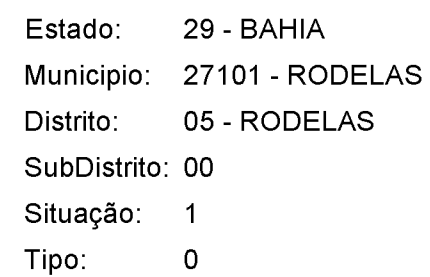 Estado: 29 - BAHIA
Municipio: 27101 - RODELAS
Distrito: 05 - RODELAS
SubDistrito: 00
Situação: 1
Tipo: 0